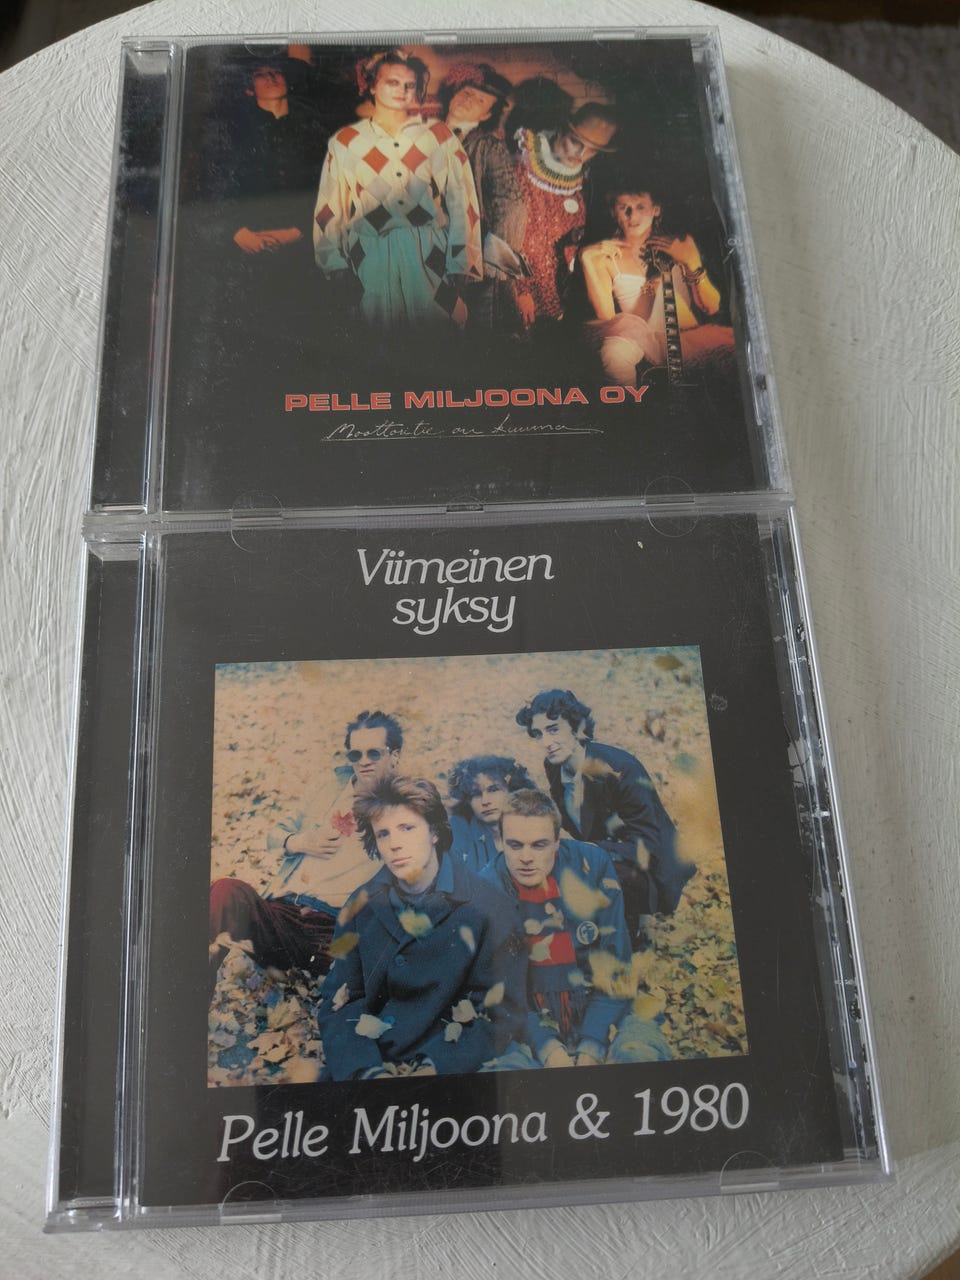 PELLE MILJOONA OY
Moottoritie on kuuma
Viimeinen
syksy
Pelle Miljoona & 1980